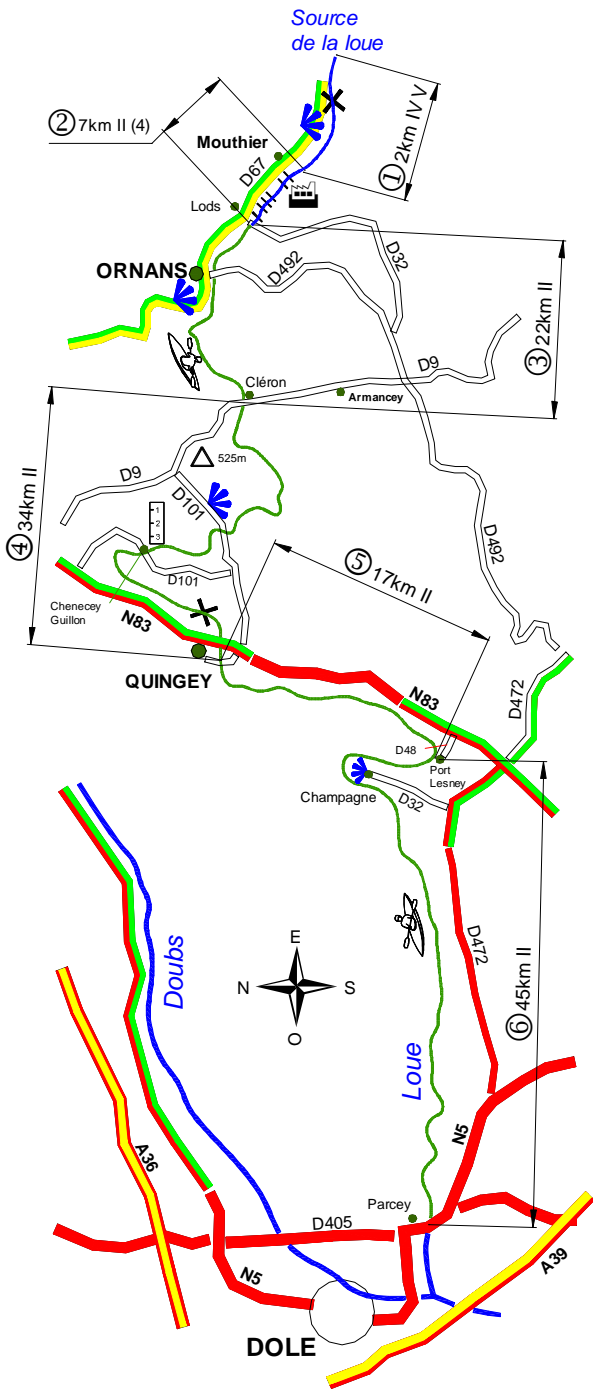 Source
de la loue
② 7km II (4)
① 2km IV V
Mouthier
D67
Lods
ORNANS
D492
D32
③ 22km II
D9
Cléron
Armancey
④ 34km II
D9
525m
D101
1
2
3
D492
⑤ 17km II
D101
Chenecey
Guillon
N83
QUINGEY
N83
D472
D48
Port
Lesney
Champagne
D32
Doubs
E
N
S
O
D472
⑥ 45km II
Loue
A36
N5
Parcey
D405
A39
N5
DOLE